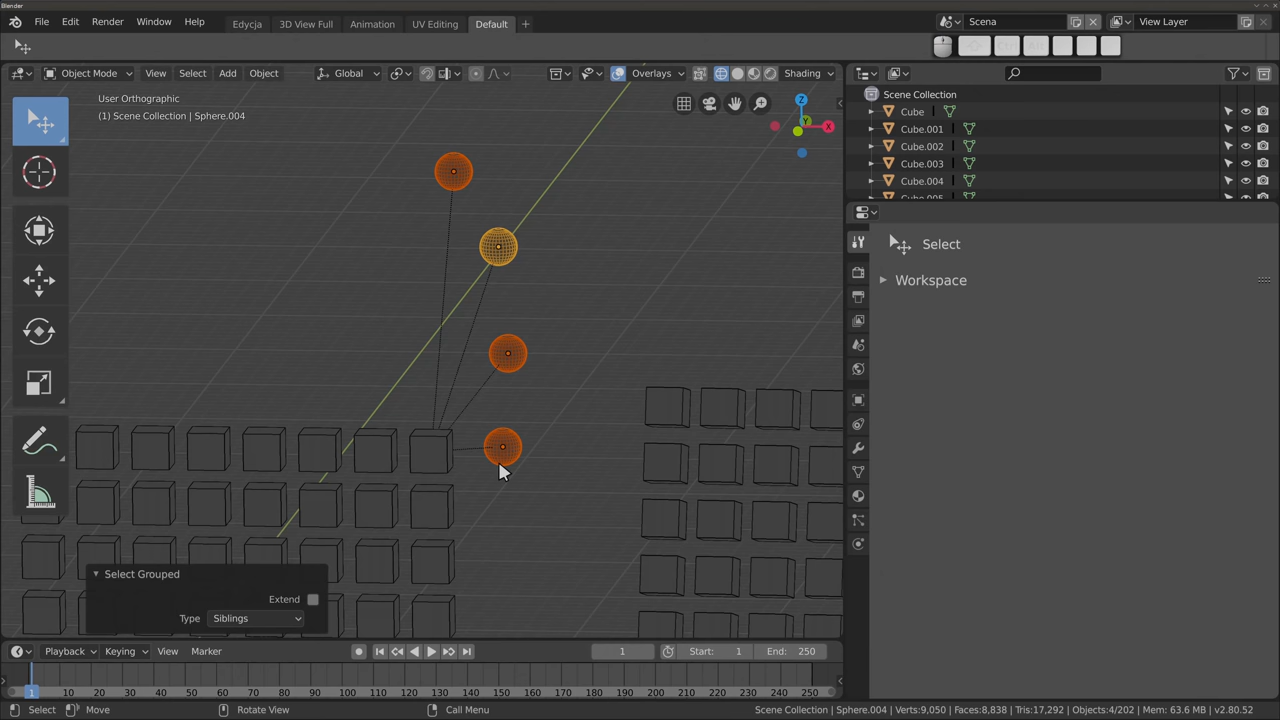 Blender
File Edit Render Window Help
Edycja 3D View Full Animation UV Editing Default +
Scena
View Layer
Object Mode View Select Add Object Global Overlays Shading
User Orthographic
(1) Scene Collection | Sphere.004
Z
X
Y
Scene Collection
Cube
Cube.001
Cube.002
Cube.003
Cube.004
Cube.005
Select
Workspace
Select Grouped
Extend
Type Siblings
Playback Keying View Marker
1 Start: 1 End: 250
1 10 20 30 40 50 60 70 80 90 100 110 120 130 140 150 160 170 180 190 200 210 220 230 240 250
Select Move Rotate View Call Menu
Scene Collection | Sphere.004 | Verts:9,050 | Faces:8,838 | Tris:17,292 | Objects:4/202 | Mem: 63.6 MB | v2.80.52